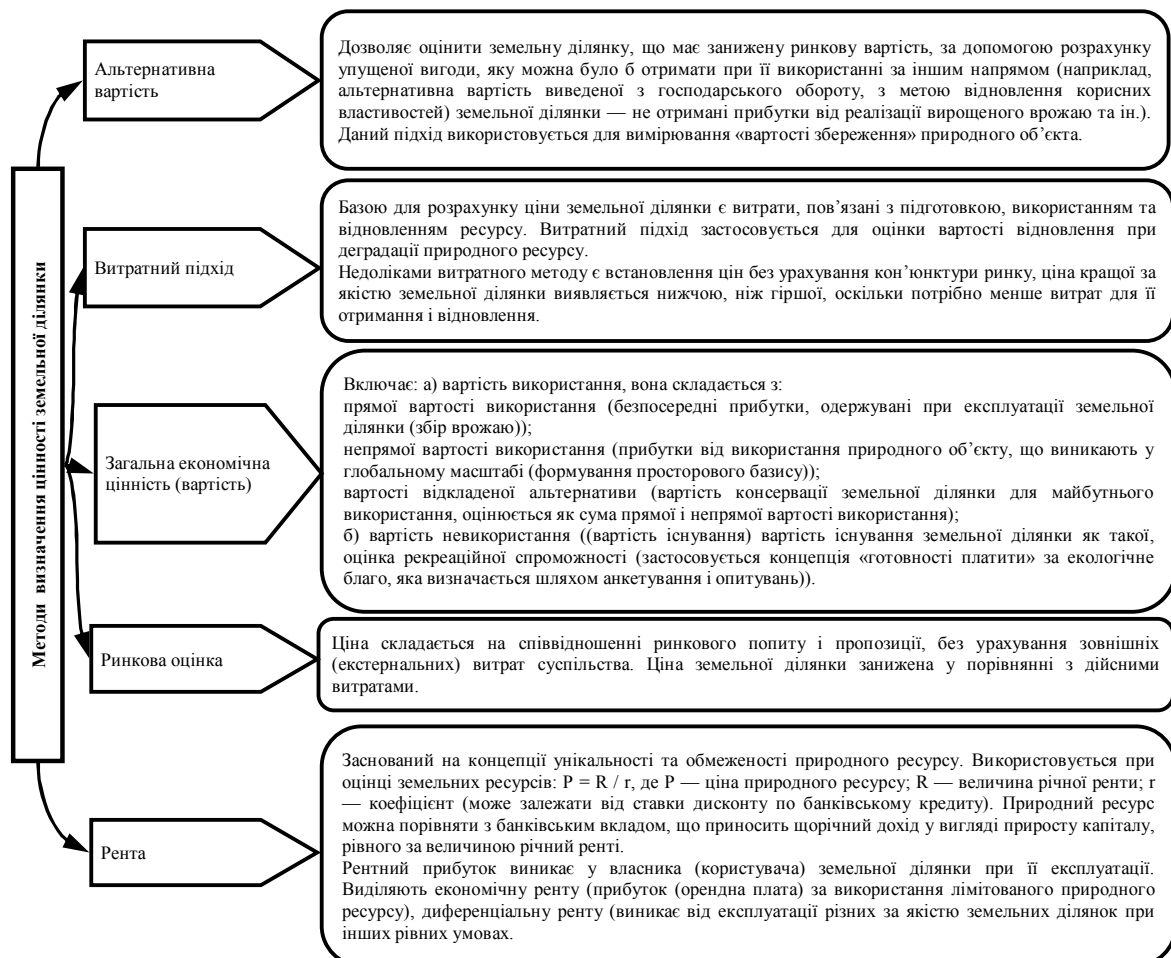 Методи визначення цінності земельної ділянки
Альтернативна
вартість
Дозволяє оцінити земельну ділянку, що має занижену ринкову вартість, за допомогою розрахунку
упущеної вигоди, яку можна було б отримати при її використанні за іншим напрямом (наприклад,
альтернативна вартість виведеної з господарського обороту, з метою відновлення корисних
властивостей) земельної ділянки — не отримані прибутки від реалізації вирощеного врожаю та ін.).
Даний підхід використовується для вимірювання «вартості збереження» природного об’єкта.
Витратний підхід
Базою для розрахунку ціни земельної ділянки є витрати, пов’язані з підготовкою, використанням та
відновленням ресурсу. Витратний підхід застосовується для оцінки вартості відновлення при
деградації природного ресурсу.
Недоліками витратного методу є встановлення цін без урахування кон’юнктури ринку, ціна кращої за
якістю земельної ділянки виявляється нижчою, ніж гіршої, оскільки потрібно менше витрат для її
отримання і відновлення.
Загальна економічна
цінність (вартість)
Включає: а) вартість використання, вона складається з:
прямої вартості використання (безпосередні прибутки, одержувані при експлуатації земельної
ділянки (збір врожаю));
непрямої вартості використання (прибутки від використання природного об’єкту, що виникають у
глобальному масштабі (формування просторового базису));
вартості відкладеної альтернативи (вартість консервації земельної ділянки для майбутнього
використання, оцінюється як сума прямої і непрямої вартості використання);
б) вартість невикористання ((вартість існування) вартість існування земельної ділянки як такої,
оцінка рекреаційної спроможності (застосовується концепція «готовності платити» за екологічне
благо, яка визначається шляхом анкетування і опитувань)).
Ринкова оцінка
Ціна складається на співвідношенні ринкового попиту і пропозиції, без урахування зовнішніх
(екстернальних) витрат суспільства. Ціна земельної ділянки занижена у порівнянні з дійсними
витратами.
Рента
Заснований на концепції унікальності та обмеженості природного ресурсу. Використовується при
оцінці земельних ресурсів: P = R / r, де P — ціна природного ресурсу; R — величина річної ренти; r
— коефіцієнт (може залежати від ставки дисконту по банківському кредиту). Природний ресурс
можна порівняти з банківським вкладом, що приносить щорічний дохід у вигляді приросту капіталу,
рівного за величиною річний ренті.
Рентний прибуток виникає у власника (користувача) земельної ділянки при її експлуатації.
Виділяють економічну ренту (прибуток (орендна плата) за використання лімітованого природного
ресурсу), диференціальну ренту (виникає від експлуатації різних за якістю земельних ділянок при
інших рівних умовах.